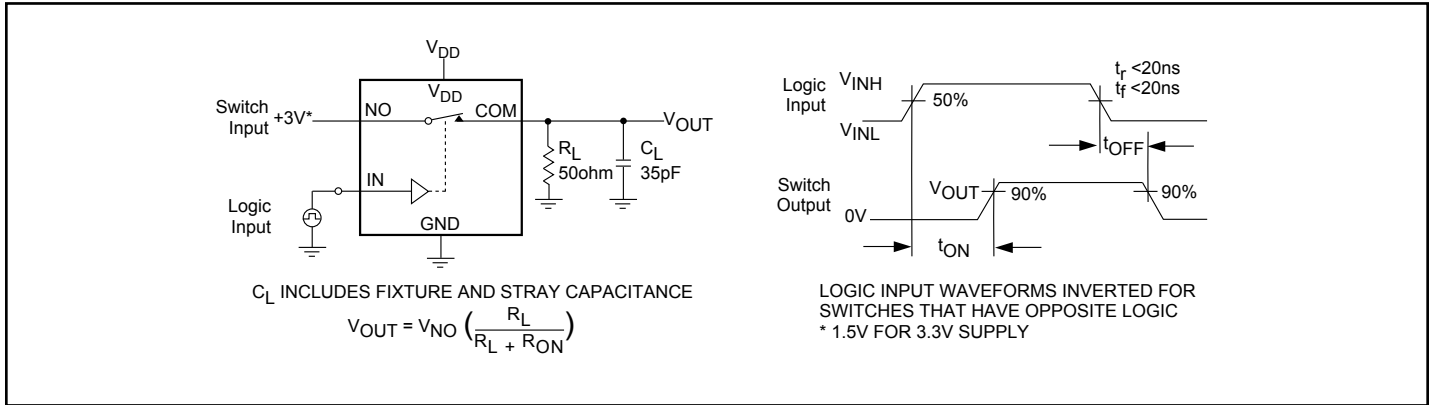 VDD
VDD
Switch Input +3V*
NO
COM
VOUT
RL
50ohm
CL
35pF
IN
Logic Input
GND
CL INCLUDES FIXTURE AND STRAY CAPACITANCE
VOUT = VNO (RL / RL + RON)
Logic Input
VINH
VINL
50%
tr <20ns
tf <20ns
tOFF
Switch Output
VOUT
0V
90%
90%
tON
LOGIC INPUT WAVEFORMS INVERTED FOR
SWITCHES THAT HAVE OPPOSITE LOGIC
* 1.5V FOR 3.3V SUPPLY